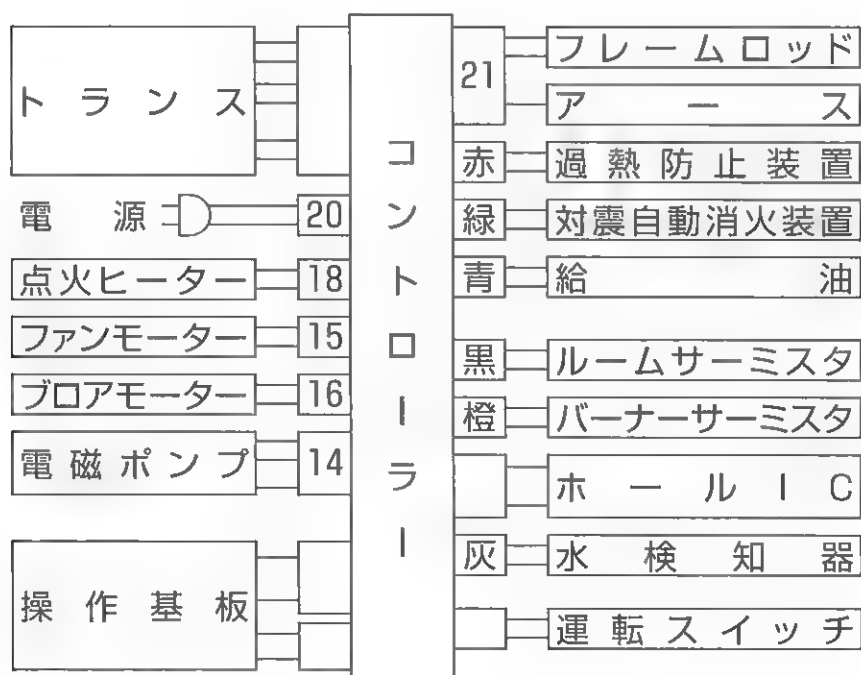 トランス
電源 20
点火ヒーター 18
ファンモーター 15
ブロアモーター 16
電磁ポンプ 14
操作基板
コントローラー
21 フレームロッド
アース
赤 過熱防止装置
緑 対震自動消火装置
青 給油
黒 ルームサーミスタ
橙 バーナーサーミスタ
ホールIC
灰 水検知器
運転スイッチ